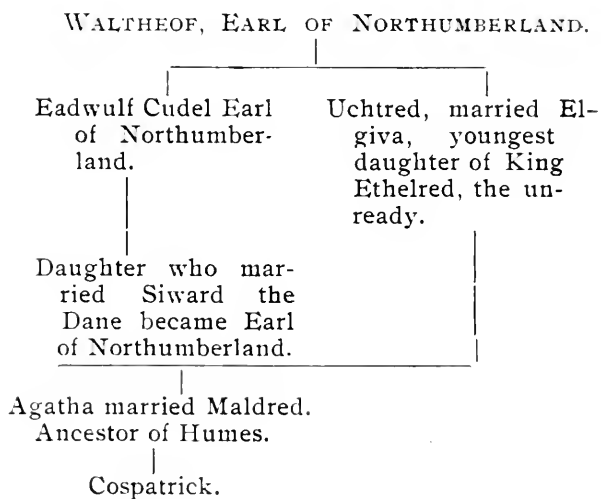 WALTHEOF, EARL OF NORTHUMBERLAND.
Eadwulf Cudel Earl
of Northumber-
land.
Uchtred, married El-
giva, youngest
daughter of King
Ethelred, the un-
ready.
Daughter who mar-
ried Siward the
Dane became Earl
of Northumberland.
Agatha married Maldred.
Ancestor of Humes.
Cospatrick.